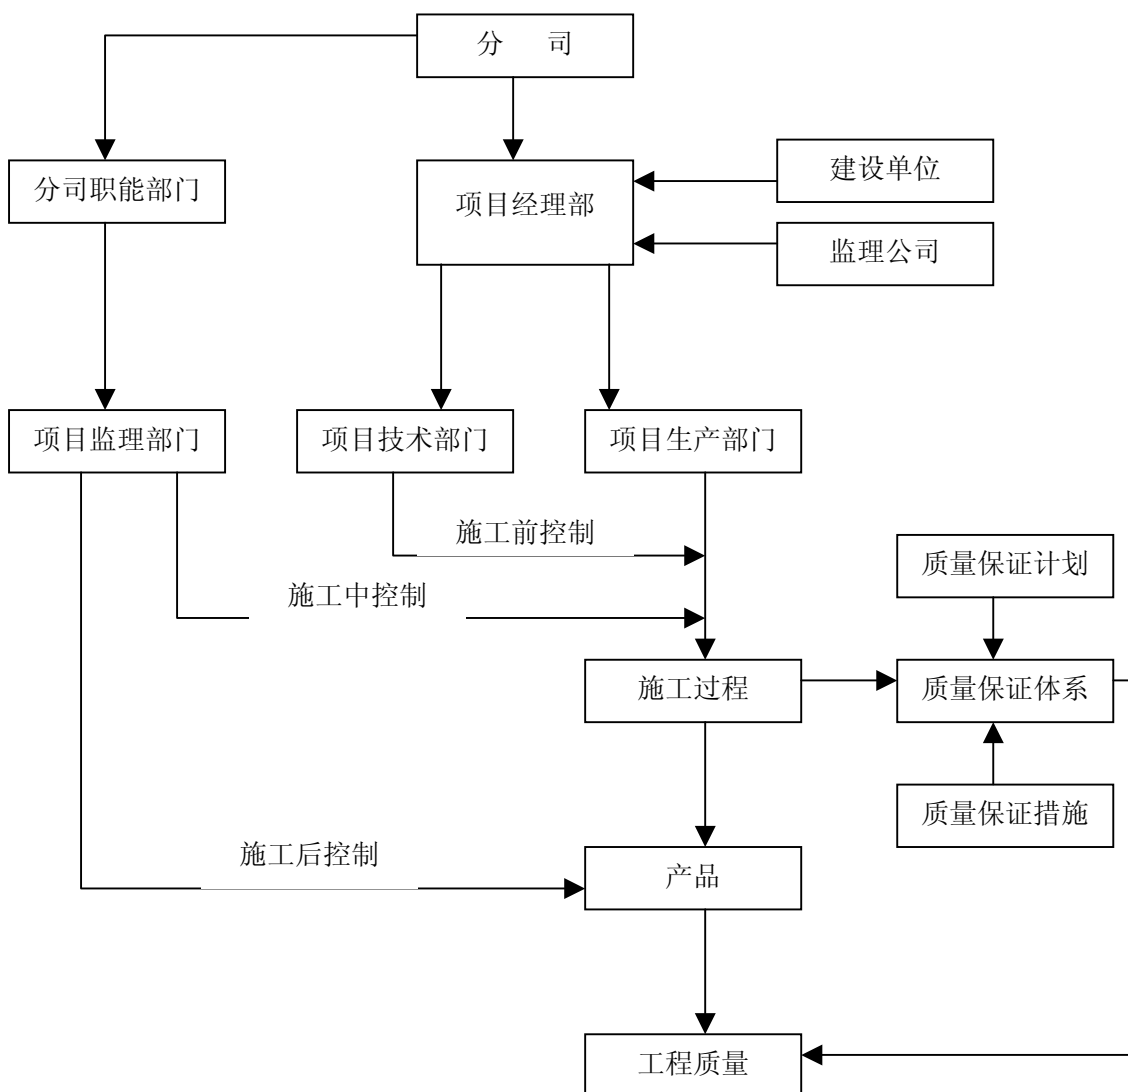 分 司
建设单位
分司职能部门
项目经理部
监理公司
项目监理部门
项目技术部门
项目生产部门
施工前控制
质量保证计划
施工中控制
施工过程
质量保证体系
质量保证措施
施工后控制
产品
工程质量